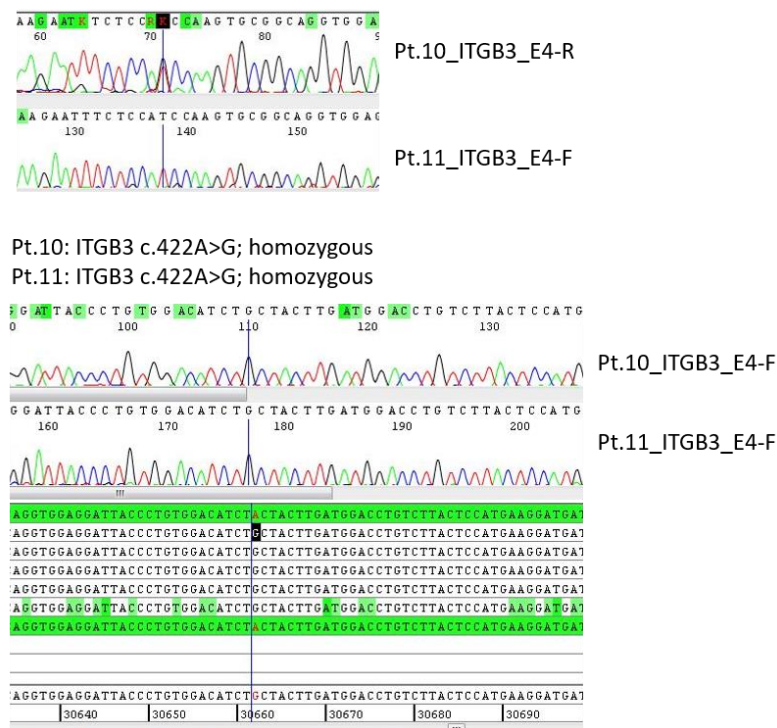 AAGAATKTCTCCRKCCAAGTGCGGCAGGTGGA
60 70 80 9
Pt.10_ITGB3_E4-R
AAGAATTTCTCCATCCAAGTGCGGCAGGTGGAG
130 140 150
Pt.11_ITGB3_E4-F
Pt.10: ITGB3 c.422A>G; homozygous
Pt.11: ITGB3 c.422A>G; homozygous
GGATTACCCTGTGGACATCTGCTACTTGATGGACCTGTCTTACTCCATG
0 100 110 120 130
Pt.10_ITGB3_E4-F
GGATTACCCTGTGGACATCTGCTACTTGATGGACCTGTCTTACTCCATG
160 170 180 190 200
Pt.11_ITGB3_E4-F
AGGTGGAGGATTACCCTGTGGACATCTACTACTTGATGGACCTGTCTTACTCCATGAAGGATGAT
AGGTGGAGGATTACCCTGTGGACATCTGCTACTTGATGGACCTGTCTTACTCCATGAAGGATGAT
AGGTGGAGGATTACCCTGTGGACATCTGCTACTTGATGGACCTGTCTTACTCCATGAAGGATGAT
AGGTGGAGGATTACCCTGTGGACATCTGCTACTTGATGGACCTGTCTTACTCCATGAAGGATGAT
AGGTGGAGGATTACCCTGTGGACATCTGCTACTTGATGGACCTGTCTTACTCCATGAAGGATGAT
AGGTGGAGGATTACCCTGTGGACATCTGCTACTTGATGGACCTGTCTTACTCCATGAAGGATGAT
AGGTGGAGGATTACCCTGTGGACATCTACTACTTGATGGACCTGTCTTACTCCATGAAGGATGAT
AGGTGGAGGATTACCCTGTGGACATCTGCTACTTGATGGACCTGTCTTACTCCATGAAGGATGAT
30640 30650 30660 30670 30680 30690